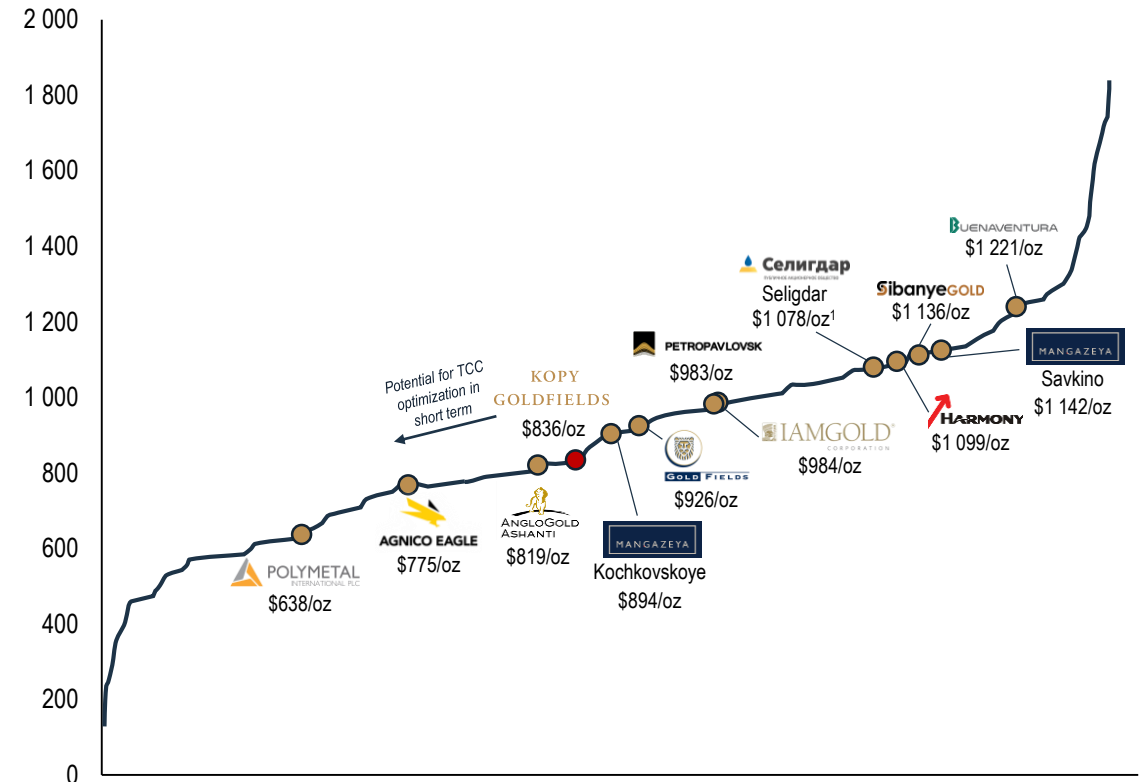 2 000
1 800
1 600
1 400
1 200
1 000
800
600
400
200
0
POLYMETAL
INTERNATIONAL PLC
$638/oz
Potential for TCC
optimization in
short term
AGNICO EAGLE
$775/oz
KOPY
GOLDFIELDS
$836/oz
ANGLOGOLD
ASHANTI
$819/oz
MANGAZEYA
Kochkovskoye
$894/oz
PETROPAVLOVSK
$983/oz
GOLD FIELDS
$926/oz
IAMGOLD
CORPORATION
$984/oz
Селигдар
ПУБЛИЧНОЕ АКЦИОНЕРНОЕ ОБЩЕСТВО
Seligdar
$1 078/oz¹
SibanyeGOLD
$1 136/oz
HARMONY
$1 099/oz
BUENAVENTURA
$1 221/oz
MANGAZEYA
Savkino
$1 142/oz